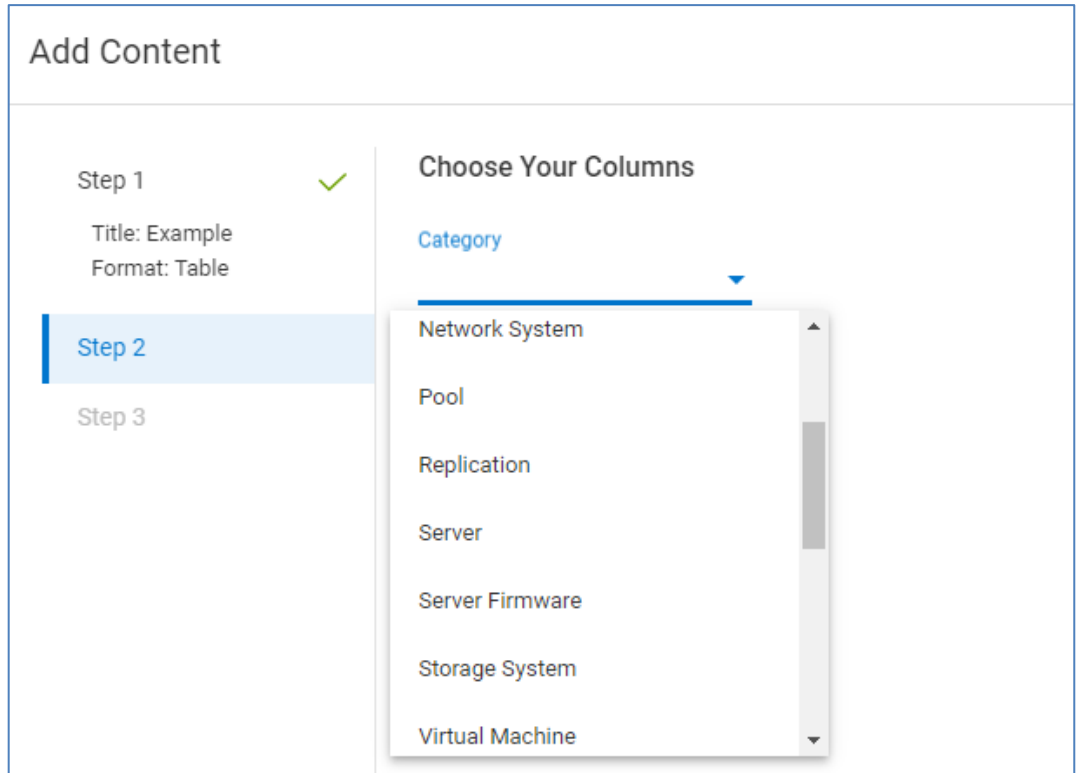 Add Content
Step 1
Title: Example
Format: Table
Step 2
Step 3
Choose Your Columns
Category
Network System
Pool
Replication
Server
Server Firmware
Storage System
Virtual Machine